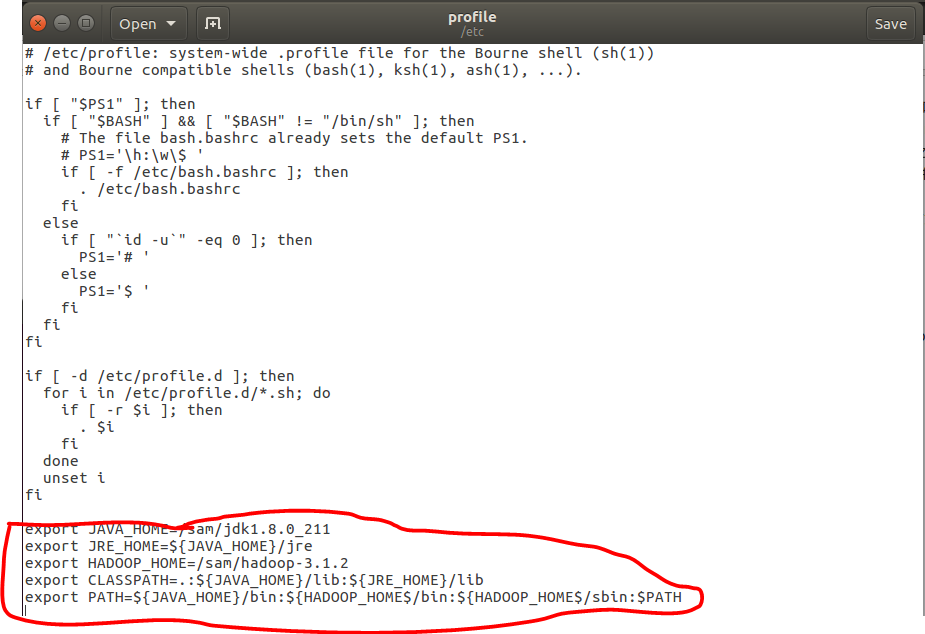 Open
profile
/etc
Save
# /etc/profile: system-wide .profile file for the Bourne shell (sh(1))
# and Bourne compatible shells (bash(1), ksh(1), ash(1), ...).
if [ "$PS1" ]; then
if [ "$BASH" ] && [ "$BASH" != "/bin/sh" ]; then
# The file bash.bashrc already sets the default PS1.
# PS1='\h:\w\$ '
if [ -f /etc/bash.bashrc ]; then
. /etc/bash.bashrc
fi
else
if [ "`id -u`" -eq 0 ]; then
PS1='# '
else
PS1='$ '
fi
fi
fi
if [ -d /etc/profile.d ]; then
for i in /etc/profile.d/*.sh; do
if [ -r $i ]; then
. $i
fi
done
unset i
fi
export JAVA_HOME=/sam/jdk1.8.0_211
export JRE_HOME=${JAVA_HOME}/jre
export HADOOP_HOME=/sam/hadoop-3.1.2
export CLASSPATH=.:${JAVA_HOME}/lib:${JRE_HOME}/lib
export PATH=${JAVA_HOME}/bin:${HADOOP_HOME$/bin:${HADOOP_HOME$/sbin:$PATH